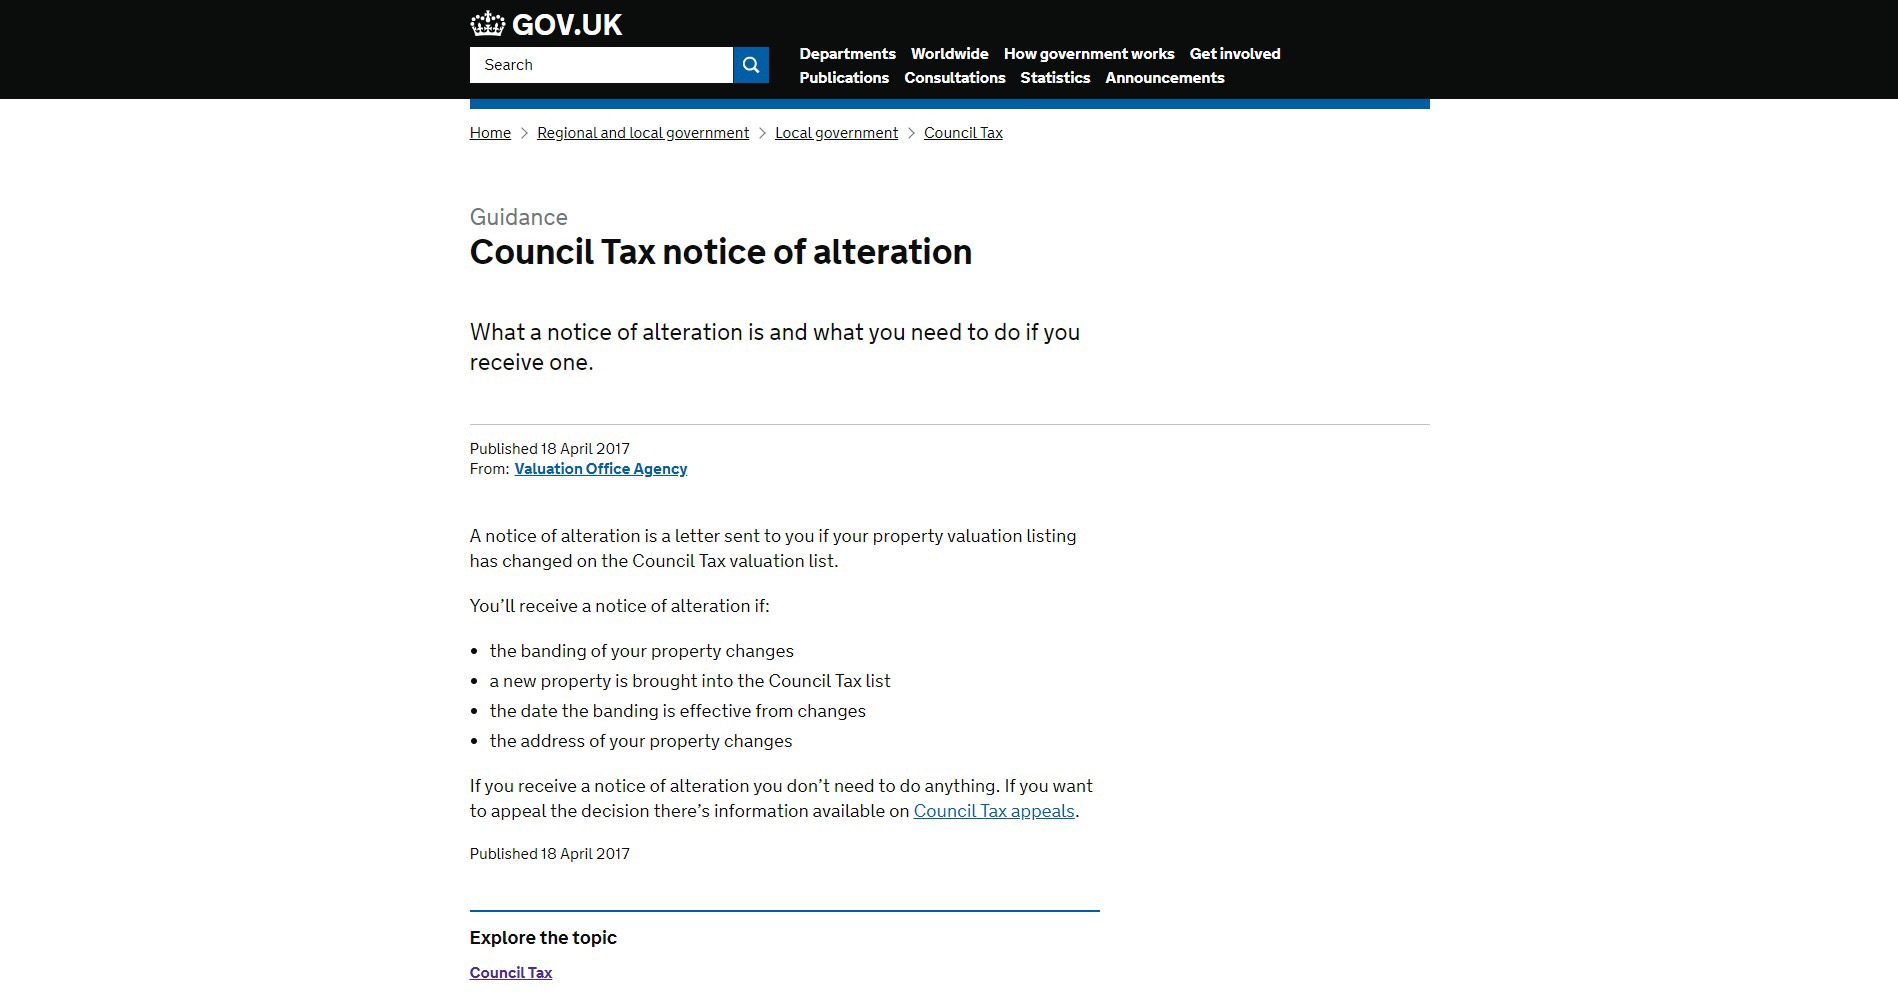 GOV.UK
Search
Departments Worldwide How government works Get involved
Publications Consultations Statistics Announcements
Home > Regional and local government > Local government > Council Tax
Guidance
Council Tax notice of alteration
What a notice of alteration is and what you need to do if you
receive one.
Published 18 April 2017
From: Valuation Office Agency
A notice of alteration is a letter sent to you if your property valuation listing
has changed on the Council Tax valuation list.
You’ll receive a notice of alteration if:
• the banding of your property changes
• a new property is brought into the Council Tax list
• the date the banding is effective from changes
• the address of your property changes
If you receive a notice of alteration you don’t need to do anything. If you want
to appeal the decision there’s information available on Council Tax appeals.
Published 18 April 2017
Explore the topic
Council Tax